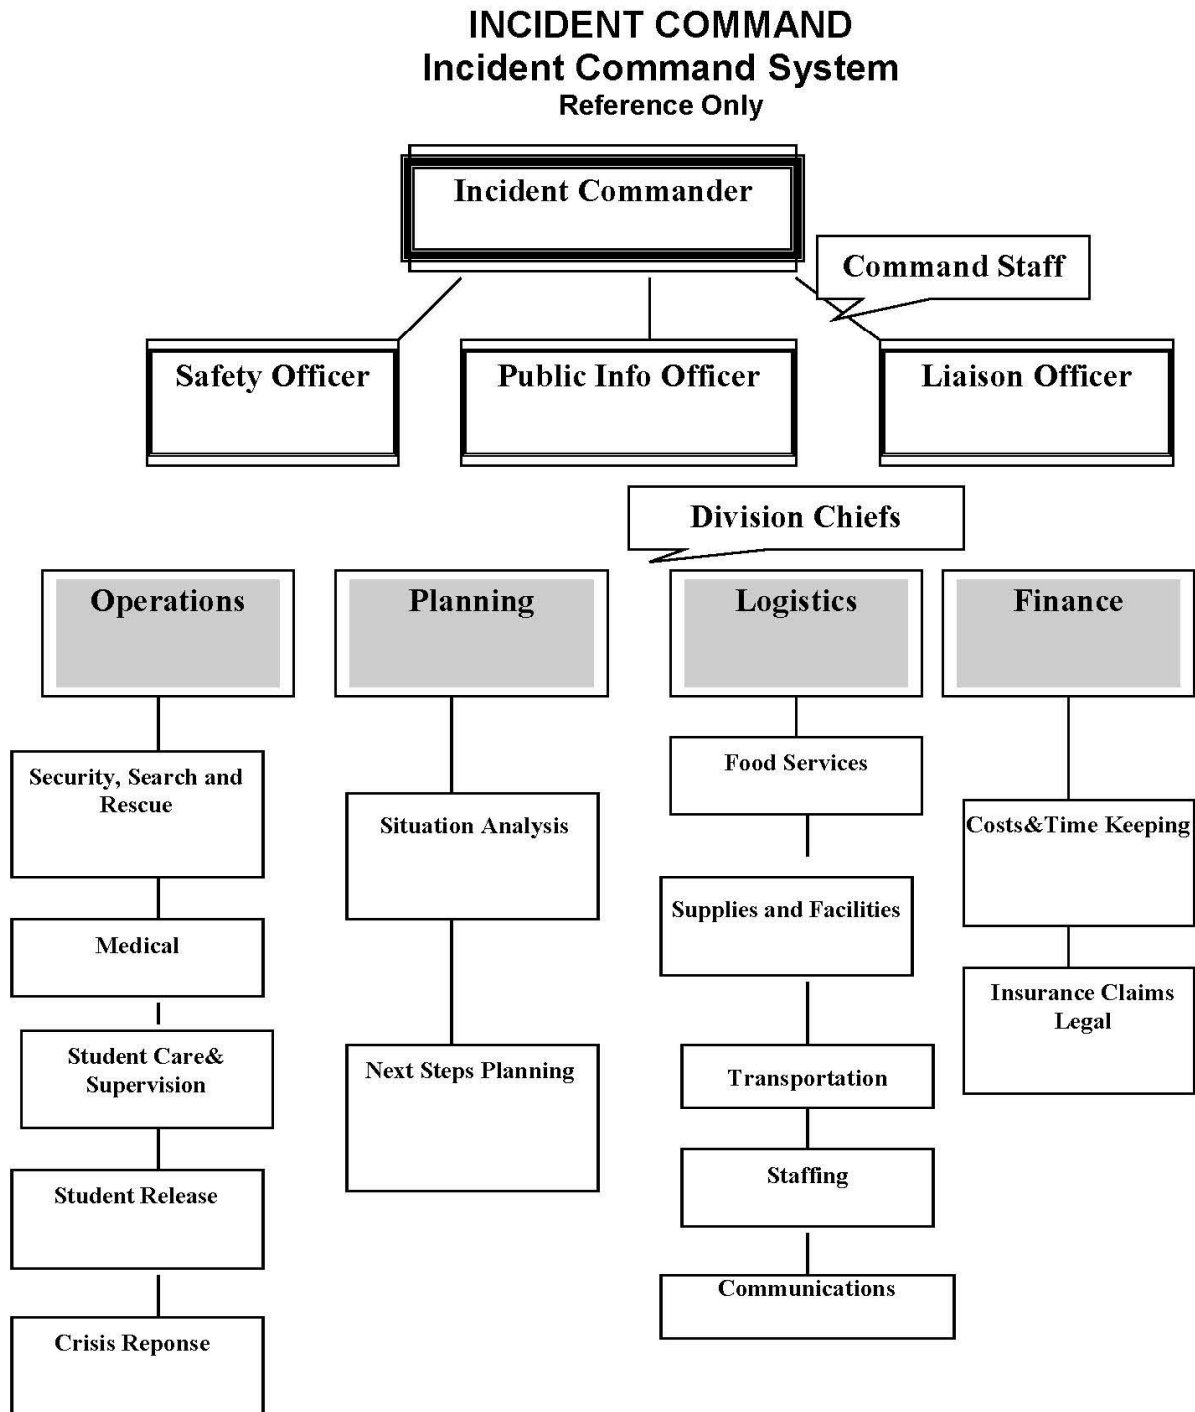 INCIDENT COMMAND
Incident Command System
Reference Only
Incident Commander
Command Staff
Safety Officer
Public Info Officer
Liaison Officer
Division Chiefs
Operations
Planning
Logistics
Finance
Security, Search and
Rescue
Medical
Student Care&
Supervision
Student Release
Crisis Reponse
Situation Analysis
Next Steps Planning
Food Services
Supplies and Facilities
Transportation
Staffing
Communications
Costs&Time Keeping
Insurance Claims
Legal